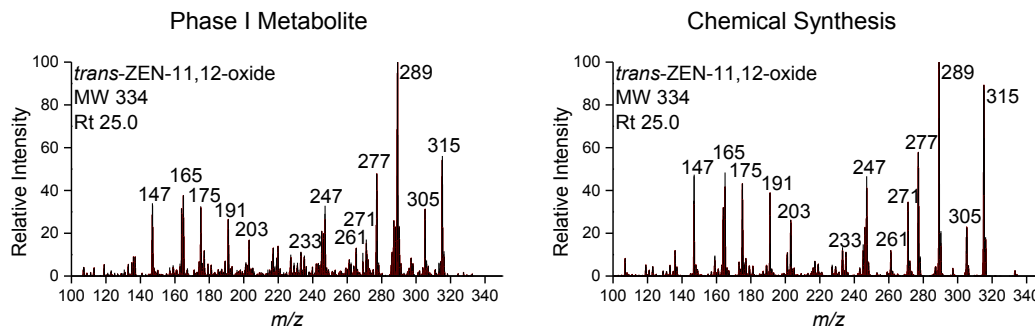 Phase I Metabolite
trans-ZEN-11,12-oxide
MW 334
Rt 25.0
Relative Intensity
100
80
60
40
20
0
147
165
175
191
203
233
247
261
271
277
289
305
315
100 120 140 160 180 200 220 240 260 280 300 320 340
m/z
Chemical Synthesis
trans-ZEN-11,12-oxide
MW 334
Rt 25.0
Relative Intensity
100
80
60
40
20
0
147
165
175
191
203
233
247
261
271
277
289
305
315
100 120 140 160 180 200 220 240 260 280 300 320 340
m/z